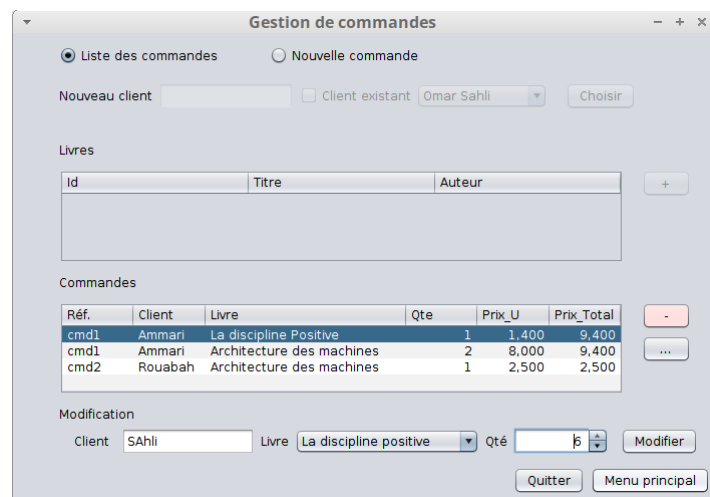 Gestion de commandes
Liste des commandes Nouvelle commande
Nouveau client Client existant Omar Sahli Choisir
Livres
Id Titre Auteur
+
Commandes
Réf. Client Livre Qte Prix_U Prix_Total
-
cmd1 Ammari La discipline Positive 1 1,400 9,400
cmd1 Ammari Architecture des machines 2 8,000 9,400
...
cmd2 Rouabah Architecture des machines 1 2,500 2,500
Modification
Client SAhli Livre La discipline positive Qté 6 Modifier
Quitter Menu principal